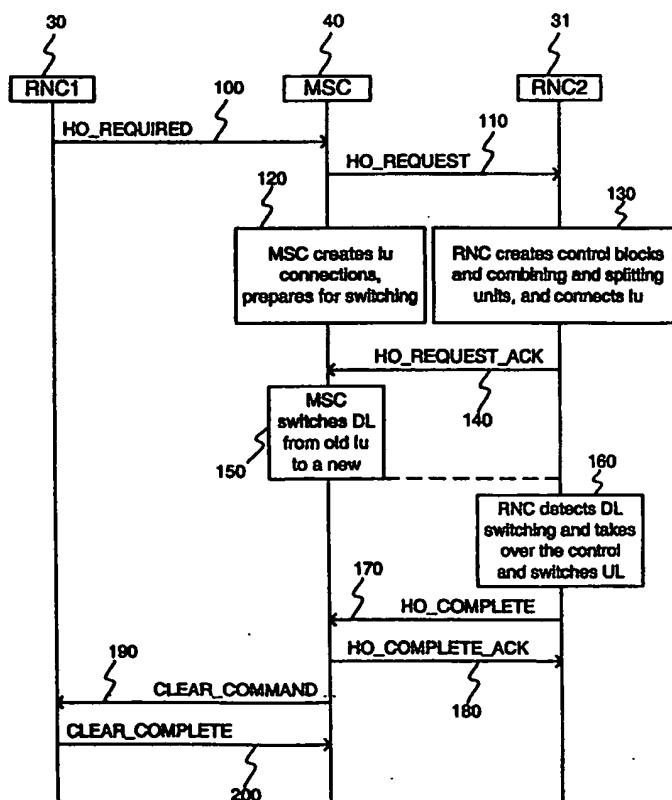 30
40
31
RNC1
MSC
RNC2
100
HO_REQUIRED
110
HO_REQUEST
120
130
MSC creates Iu
connections,
prepares for switching
RNC creates control blocks
and combining and splitting
units, and connects Iu
HO_REQUEST_ACK
140
MSC
switches DL
from old Iu
to a new
150
160
RNC detects DL
switching and takes
over the control
and switches UL
170
HO_COMPLETE
HO_COMPLETE_ACK
180
190
CLEAR_COMMAND
CLEAR_COMPLETE
200